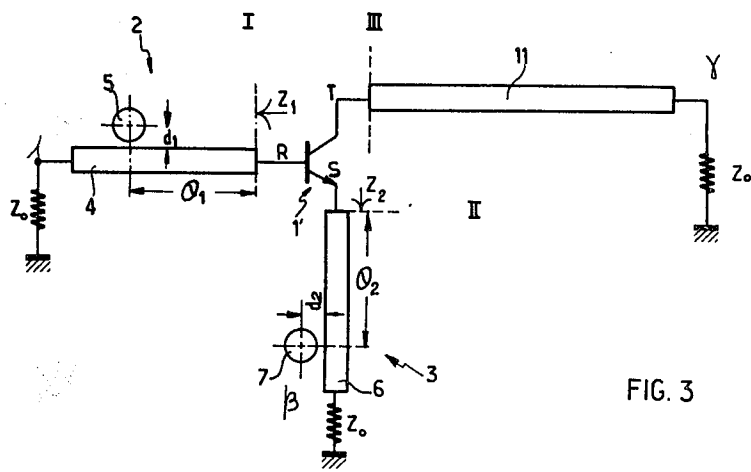 I
III
2
11
γ
5
Z₁
T
d₁
R
Z₀
4
θ₁
S
1'
Z₂
II
Z₀
d₂
θ₂
7
β
6
3
Z₀
FIG. 3